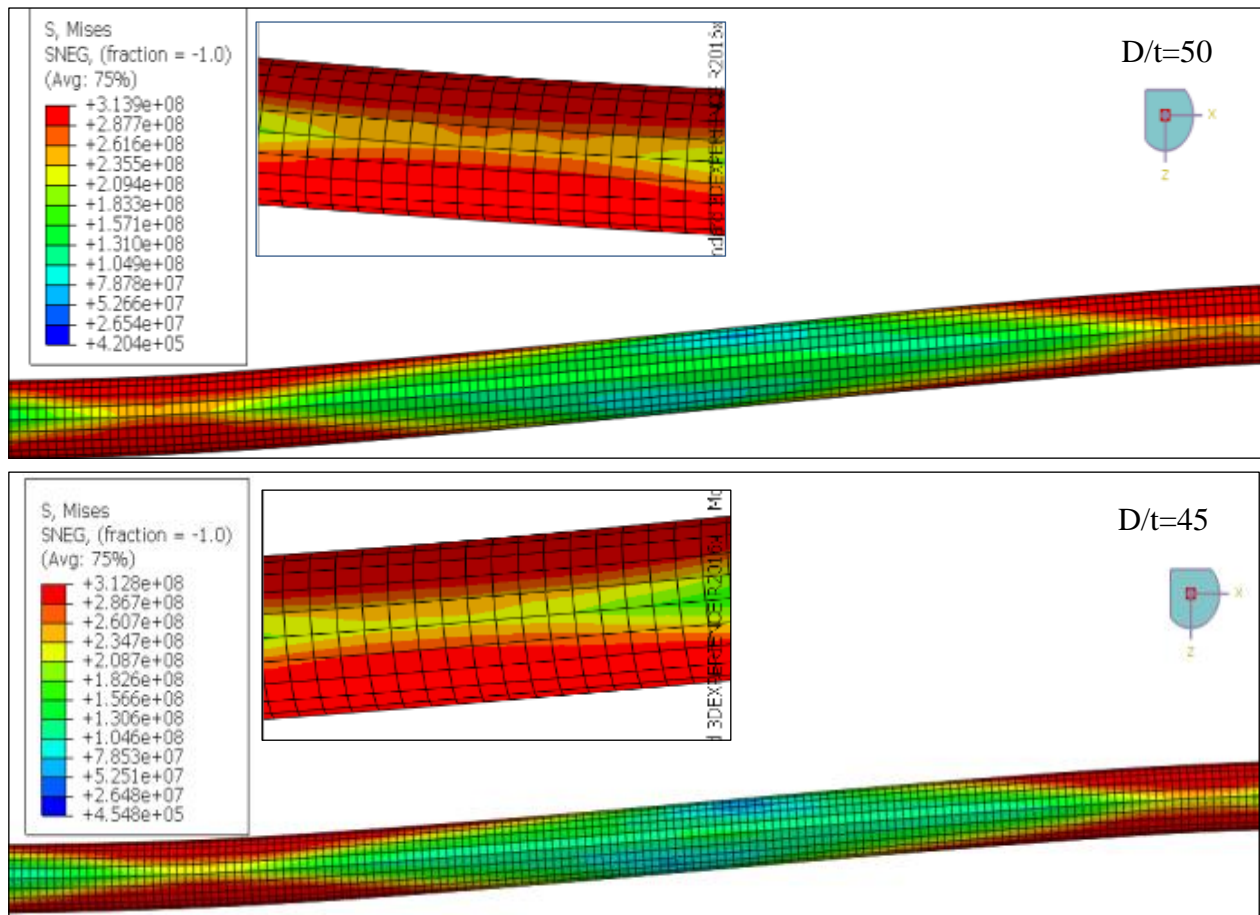 S, Mises
SNEG, (fraction = -1.0)
(Avg: 75%)
+3.139e+08
+2.877e+08
+2.616e+08
+2.355e+08
+2.094e+08
+1.833e+08
+1.571e+08
+1.310e+08
+1.049e+08
+7.878e+07
+5.266e+07
+2.654e+07
+4.204e+05
3DEXPERIENCE R2016x
D/t=50
X
Z
S, Mises
SNEG, (fraction = -1.0)
(Avg: 75%)
+3.128e+08
+2.867e+08
+2.607e+08
+2.347e+08
+2.087e+08
+1.826e+08
+1.566e+08
+1.306e+08
+1.046e+08
+7.853e+07
+5.251e+07
+2.648e+07
+4.548e+05
3DEXPERIENCE R2016x
D/t=45
X
Z